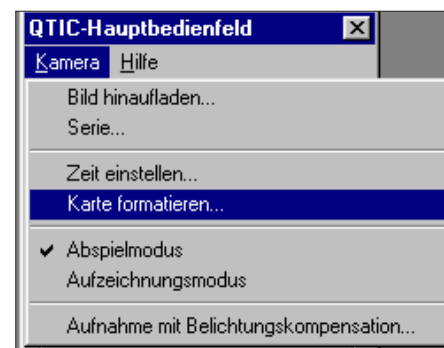 QTIC-Hauptbedienfeld
Kamera Hilfe
Bild hinaufladen...
Serie...
Zeit einstellen...
Karte formatieren...
Abspielmodus
Aufzeichnungsmodus
Aufnahme mit Belichtungskompensation...